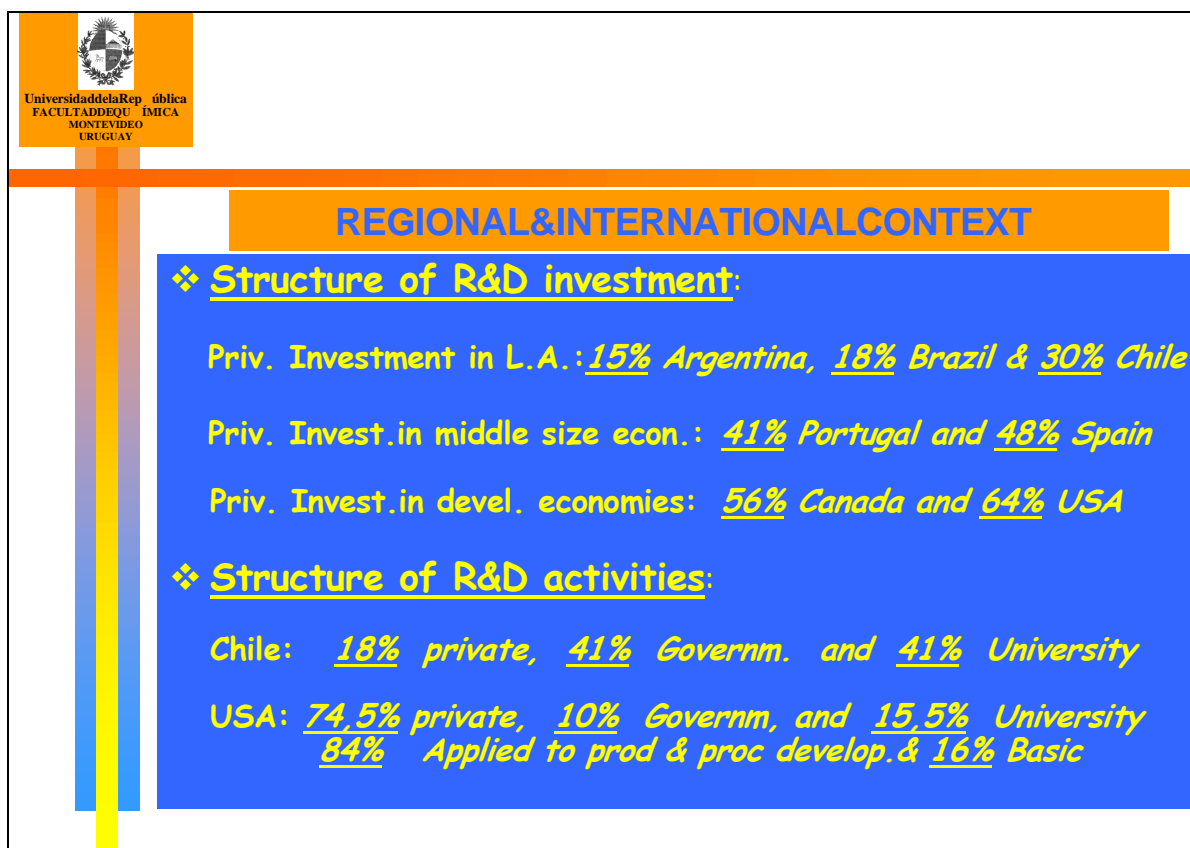 UniversidaddelaRep ública
FACULTADDEQU ÍMICA
MONTEVIDEO
URUGUAY
REGIONAL&INTERNATIONALCONTEXT
❖ Structure of R&D investment:
Priv. Investment in L.A.:15% Argentina, 18% Brazil & 30% Chile
Priv. Invest.in middle size econ.: 41% Portugal and 48% Spain
Priv. Invest.in devel. economies: 56% Canada and 64% USA
❖ Structure of R&D activities:
Chile: 18% private, 41% Governm. and 41% University
USA: 74,5% private, 10% Governm, and 15,5% University
84% Applied to prod & proc develop.& 16% Basic